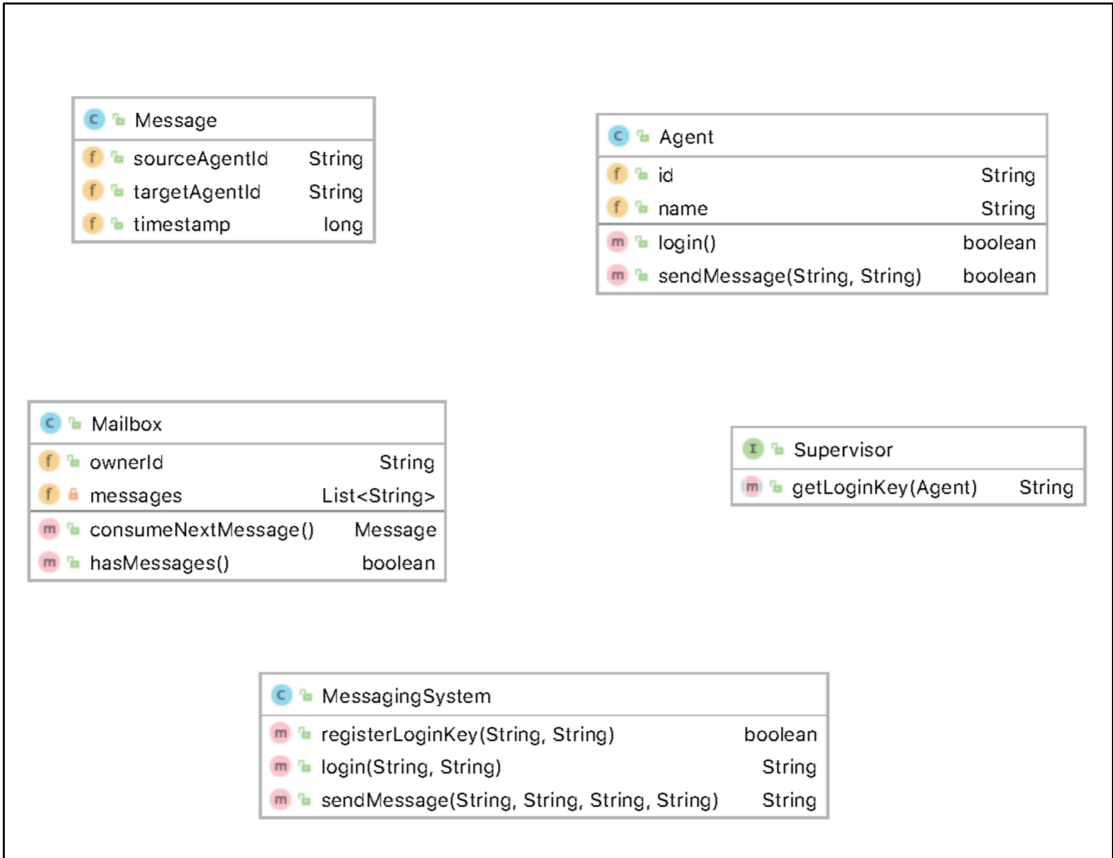 C Message
f sourceAgentId String
f targetAgentId String
f timestamp long
C Agent
f id String
f name String
m login() boolean
m sendMessage(String, String) boolean
C Mailbox
f ownerId String
f messages List<String>
m consumeNextMessage() Message
m hasMessages() boolean
I Supervisor
m getLoginKey(Agent) String
C MessagingSystem
m registerLoginKey(String, String) boolean
m login(String, String) String
m sendMessage(String, String, String, String) String